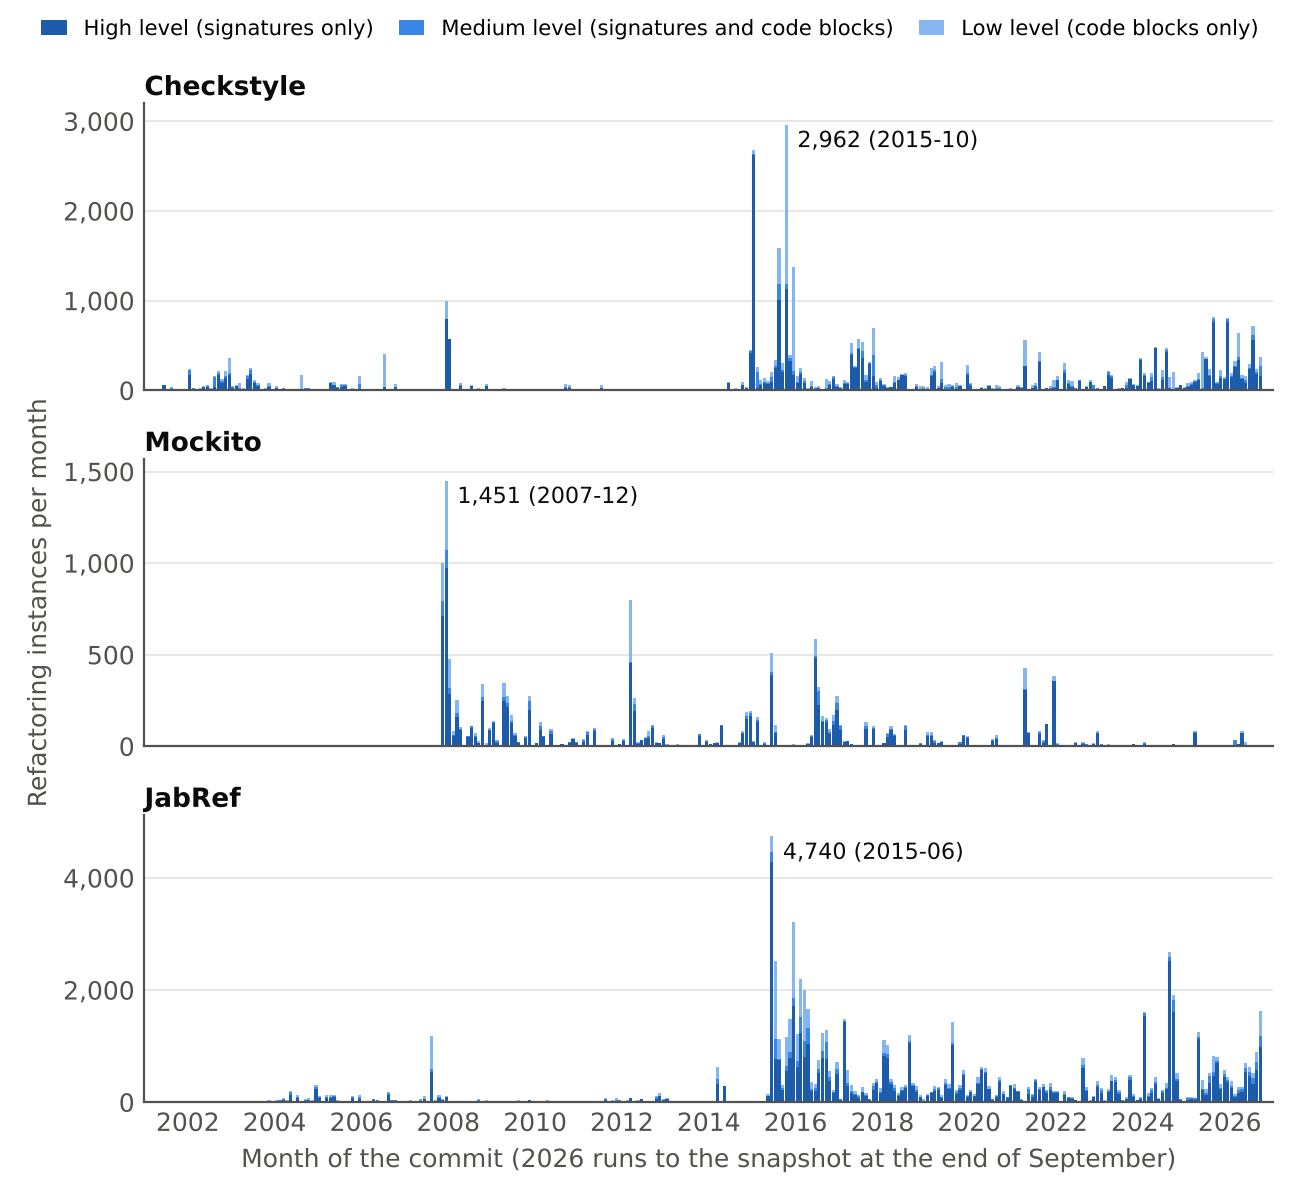 High level (signatures only) Medium level (signatures and code blocks) Low level (code blocks only)
Checkstyle
3,000
2,962 (2015-10)
2,000
1,000
0
Mockito
1,500
1,451 (2007-12)
1,000
500
0
Refactoring instances per month
JabRef
4,740 (2015-06)
4,000
2,000
0
2002 2004 2006 2008 2010 2012 2014 2016 2018 2020 2022 2024 2026
Month of the commit (2026 runs to the snapshot at the end of September)